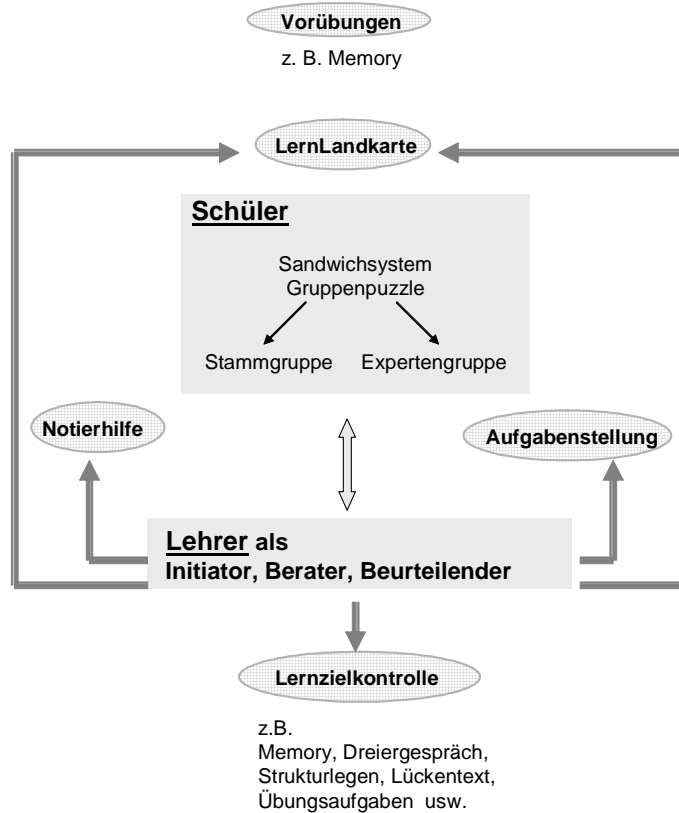 Vorübungen
z. B. Memory
LernLandkarte
Schüler
Sandwichsystem
Gruppenpuzzle
Stammgruppe Expertengruppe
Notierhilfe
Aufgabenstellung
Lehrer als
Initiator, Berater, Beurteilender
Lernzielkontrolle
z.B.
Memory, Dreiergespräch,
Strukturlegen, Lückentext,
Übungsaufgaben usw.